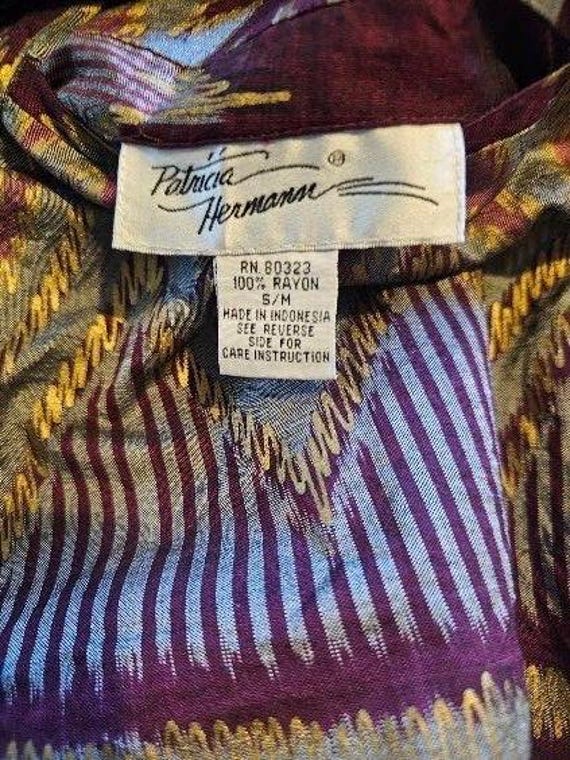 Patricia ®
Hermann
RN 80323
100% RAYON
S/M
MADE IN INDONESIA
SEE REVERSE
SIDE FOR
CARE INSTRUCTION